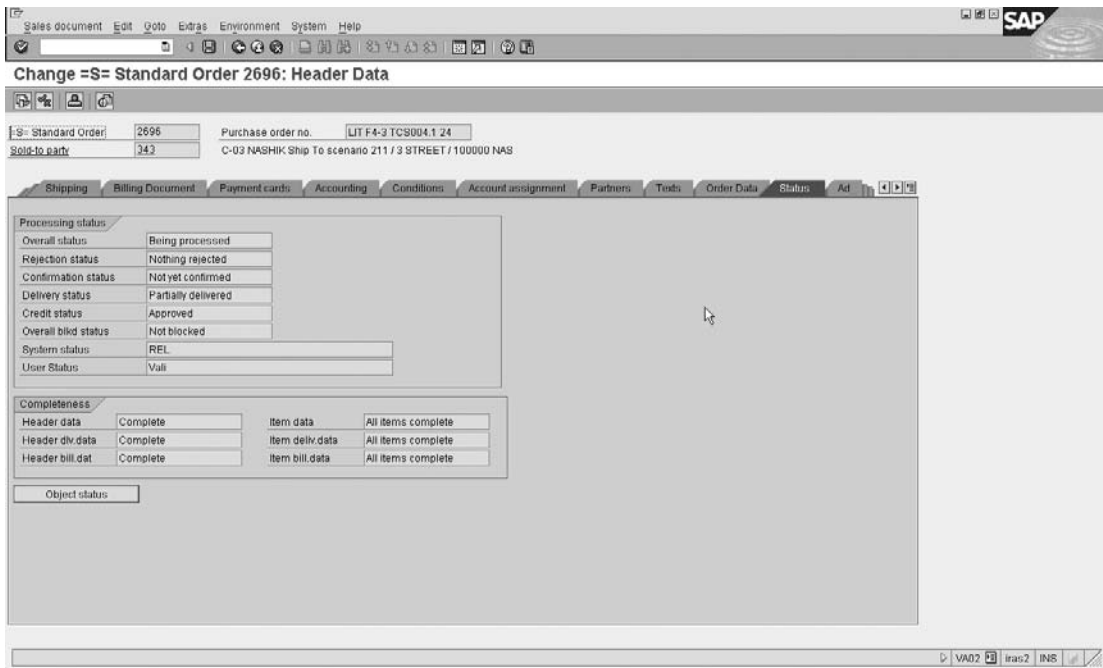 Sales document Edit Goto Extras Environment System Help
SAP
Change =S= Standard Order 2696: Header Data
=S= Standard Order 2696 Purchase order no. LIT F4-3 TCS004.1 24
Sold-to party 343 C-03 NASHIK Ship To scenario 211 / 3 STREET / 100000 NAS
Shipping Billing Document Payment cards Accounting Conditions Account assignment Partners Texts Order Data Status Ad
Processing status
Overall status Being processed
Rejection status Nothing rejected
Confirmation status Not yet confirmed
Delivery status Partially delivered
Credit status Approved
Overall blkd status Not blocked
System status REL
User Status Vali
Completeness
Header data Complete Item data All items complete
Header dlv.data Complete Item deliv.data All items complete
Header bill.dat Complete Item bill.data All items complete
Object status
VA02 iras2 INS